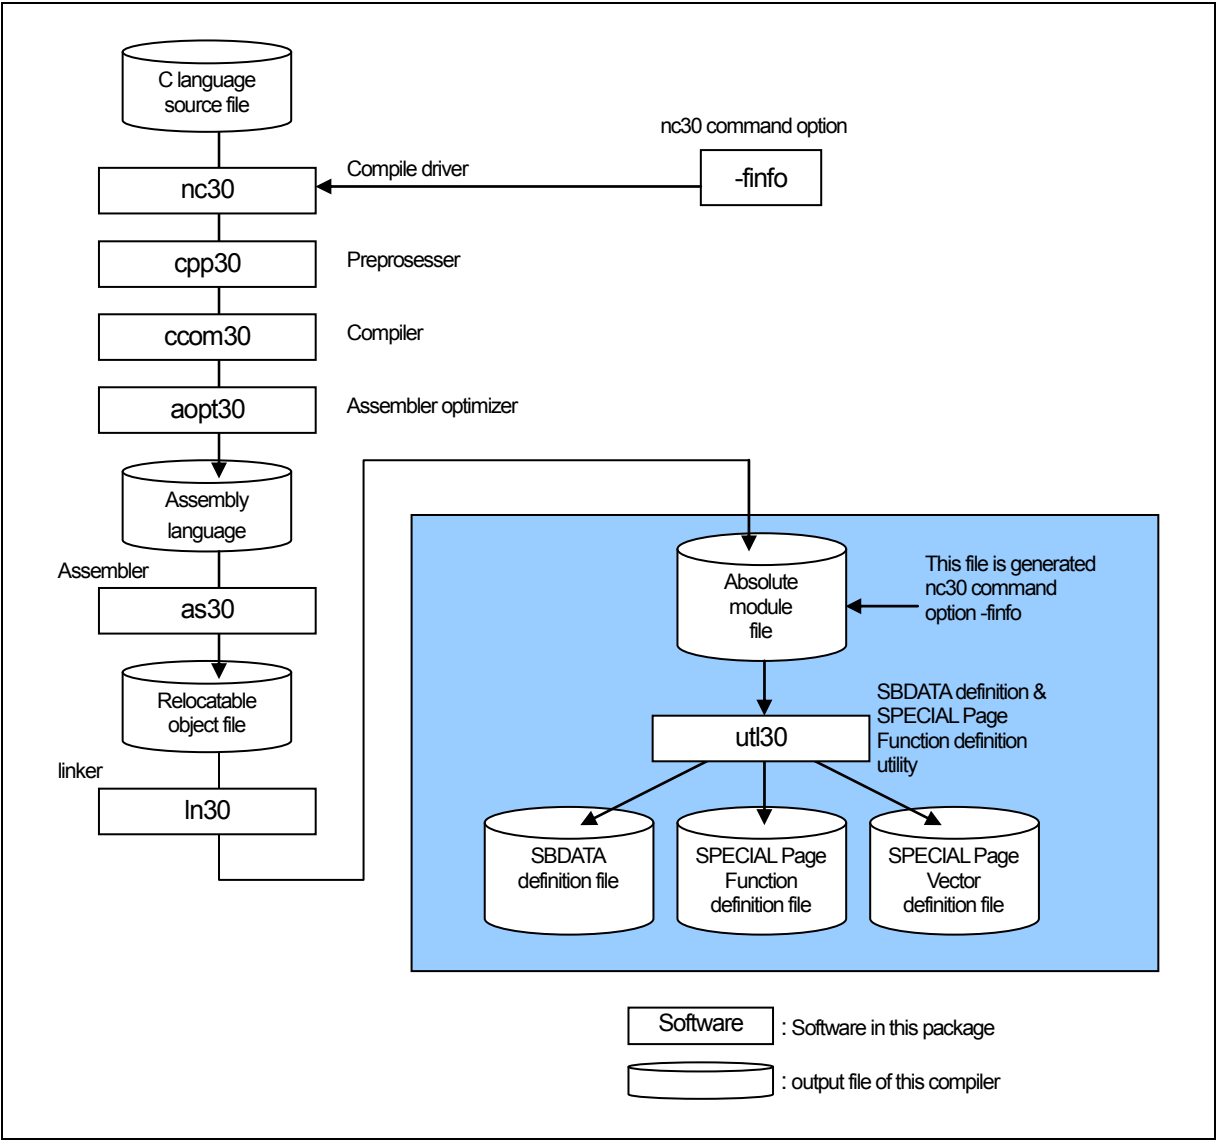 C language
source file
nc30 command option
-finfo
Compile driver
nc30
cpp30
Preprosesser
ccom30
Compiler
aopt30
Assembler optimizer
Assembly
language
Assembler
as30
Relocatable
object file
linker
ln30
Absolute
module
file
This file is generated
nc30 command
option -finfo
utl30
SBDATA definition &
SPECIAL Page
Function definition
utility
SBDATA
definition file
SPECIAL Page
Function
definition file
SPECIAL Page
Vector
definition file
Software
: Software in this package
: output file of this compiler